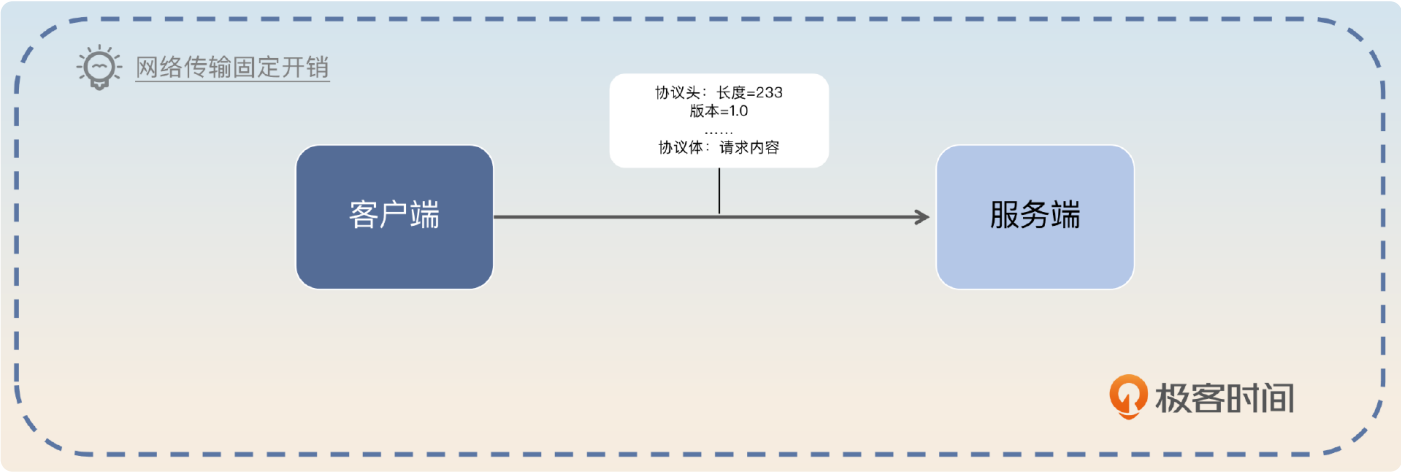 网络传输固定开销
协议头：长度=233
版本=1.0
……
协议体：请求内容
客户端
服务端
极客时间